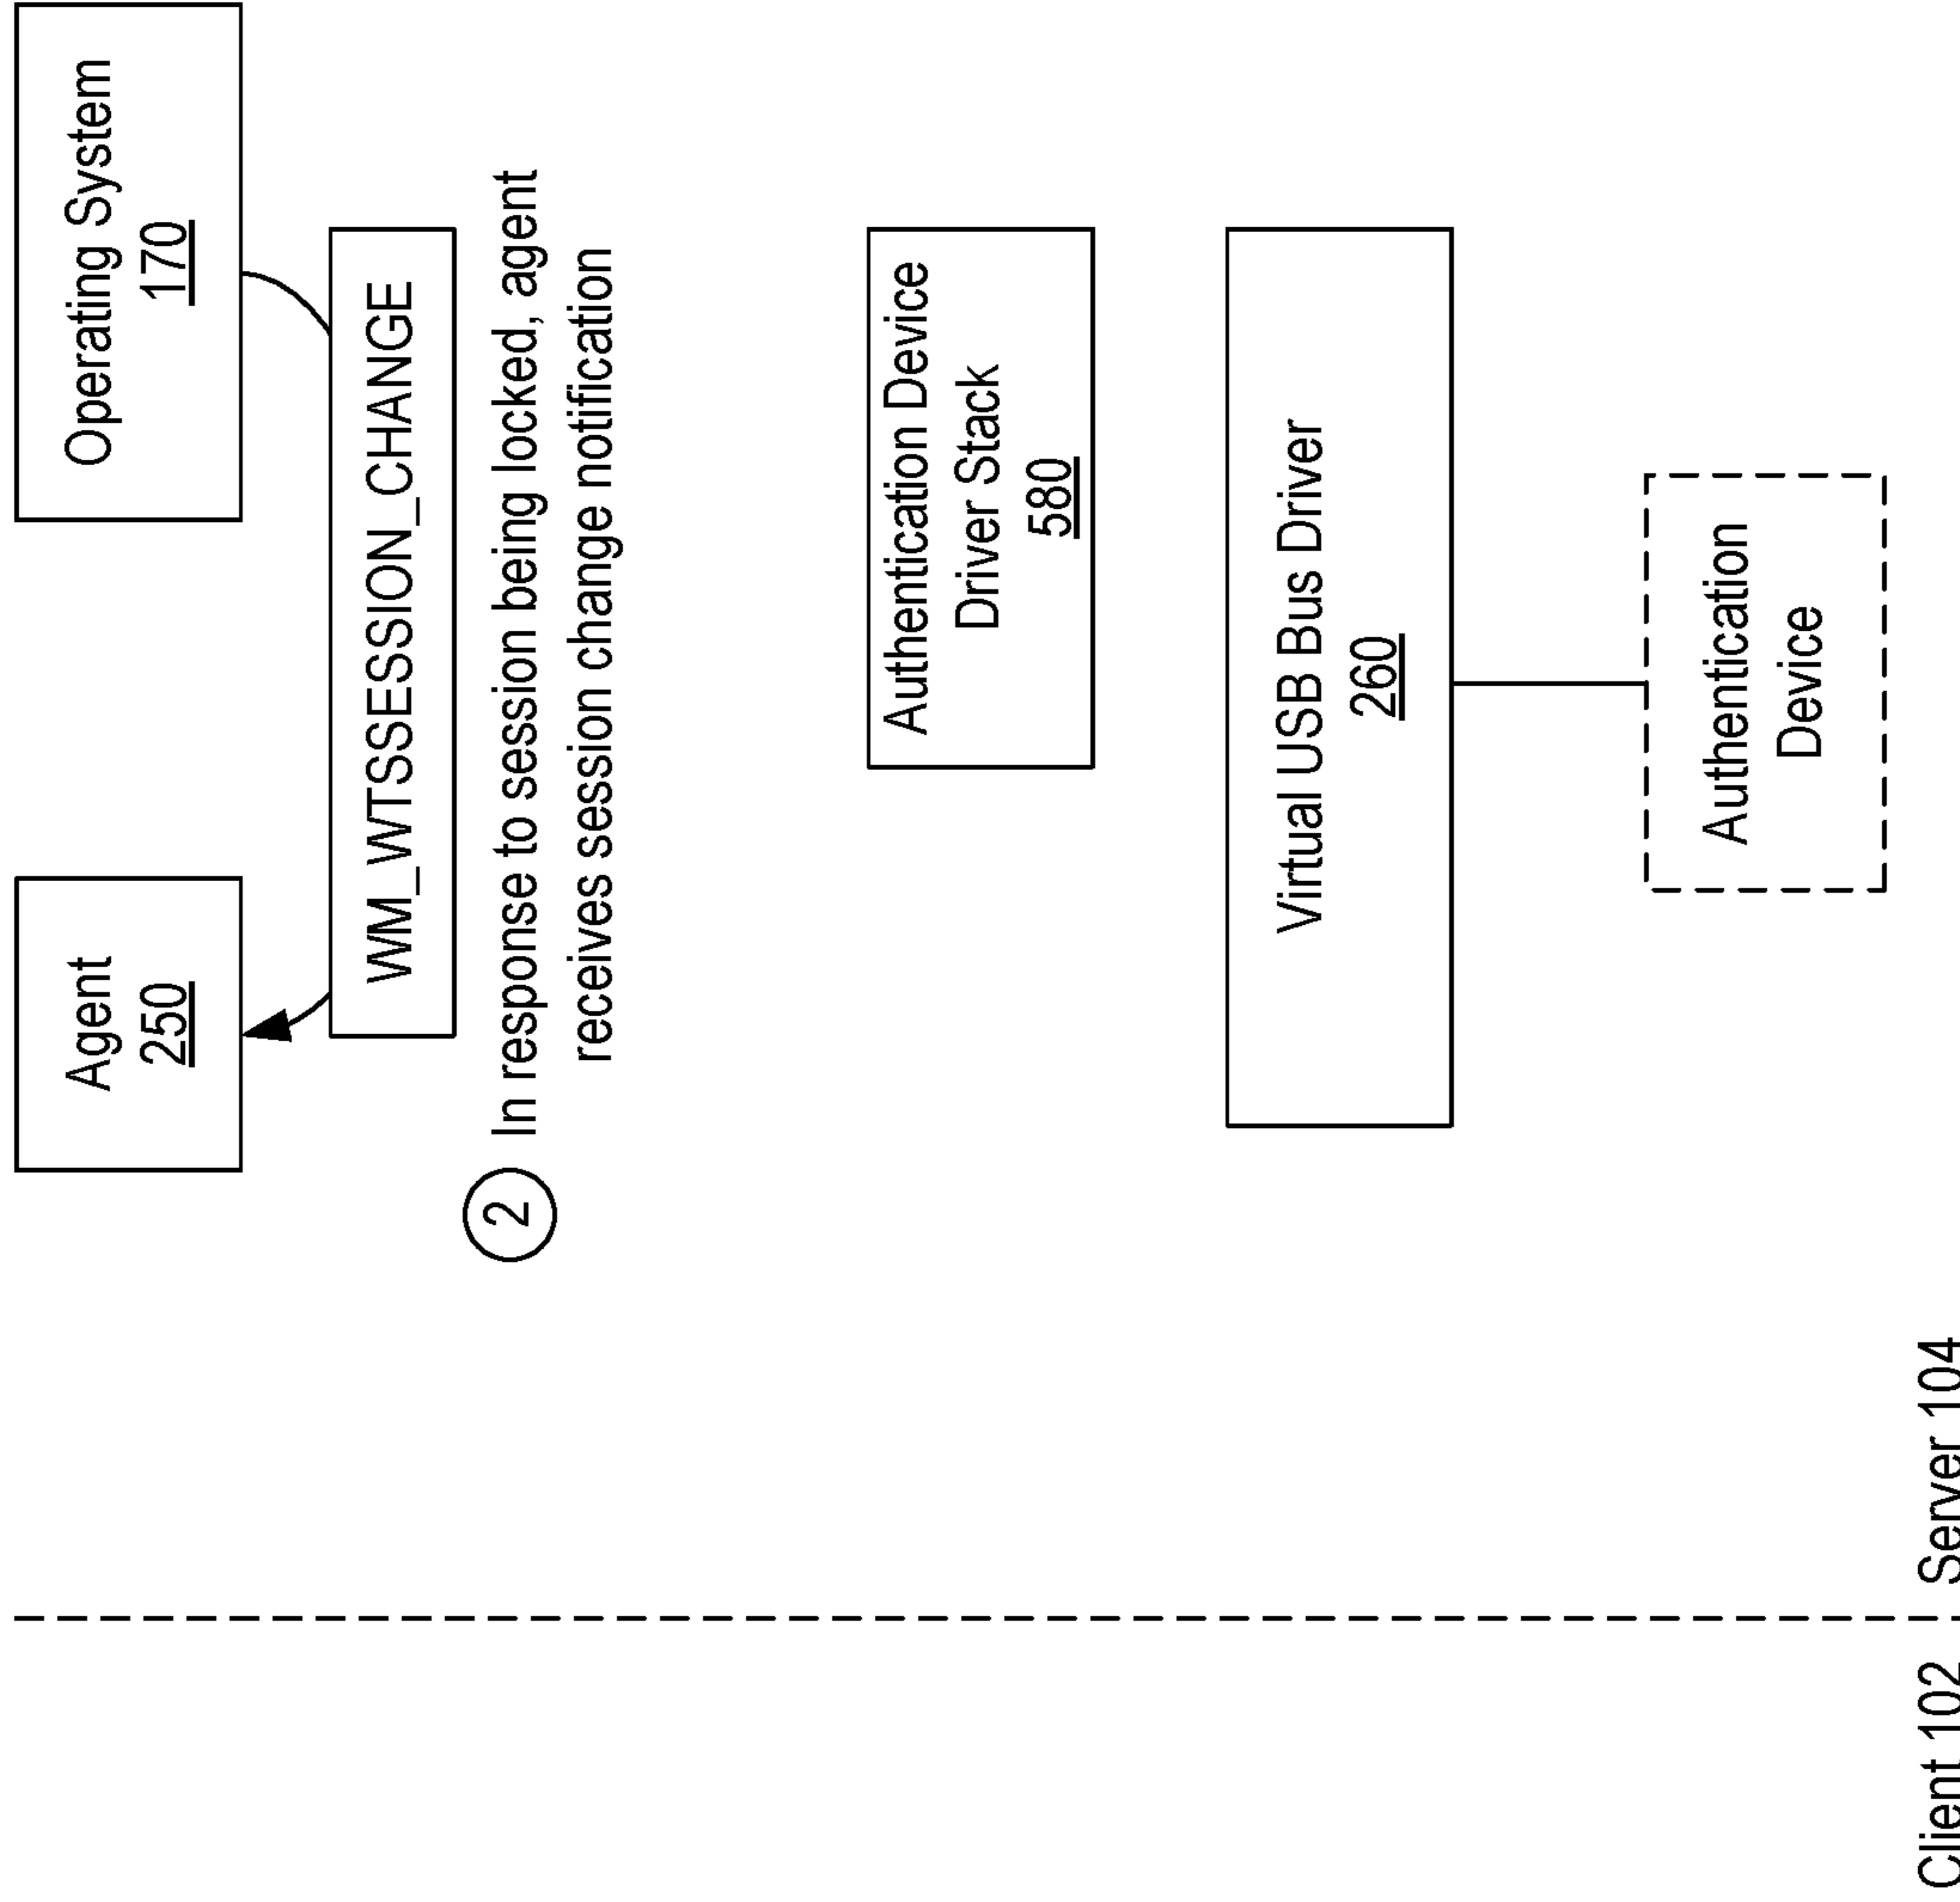 Agent
250
Operating System
170
WM_WTSSESSION_CHANGE
2
In response to session being locked, agent
receives session change notification
Authentication Device
Driver Stack
580
Virtual USB Bus Driver
260
Authentication
Device
Client 102
Server 104